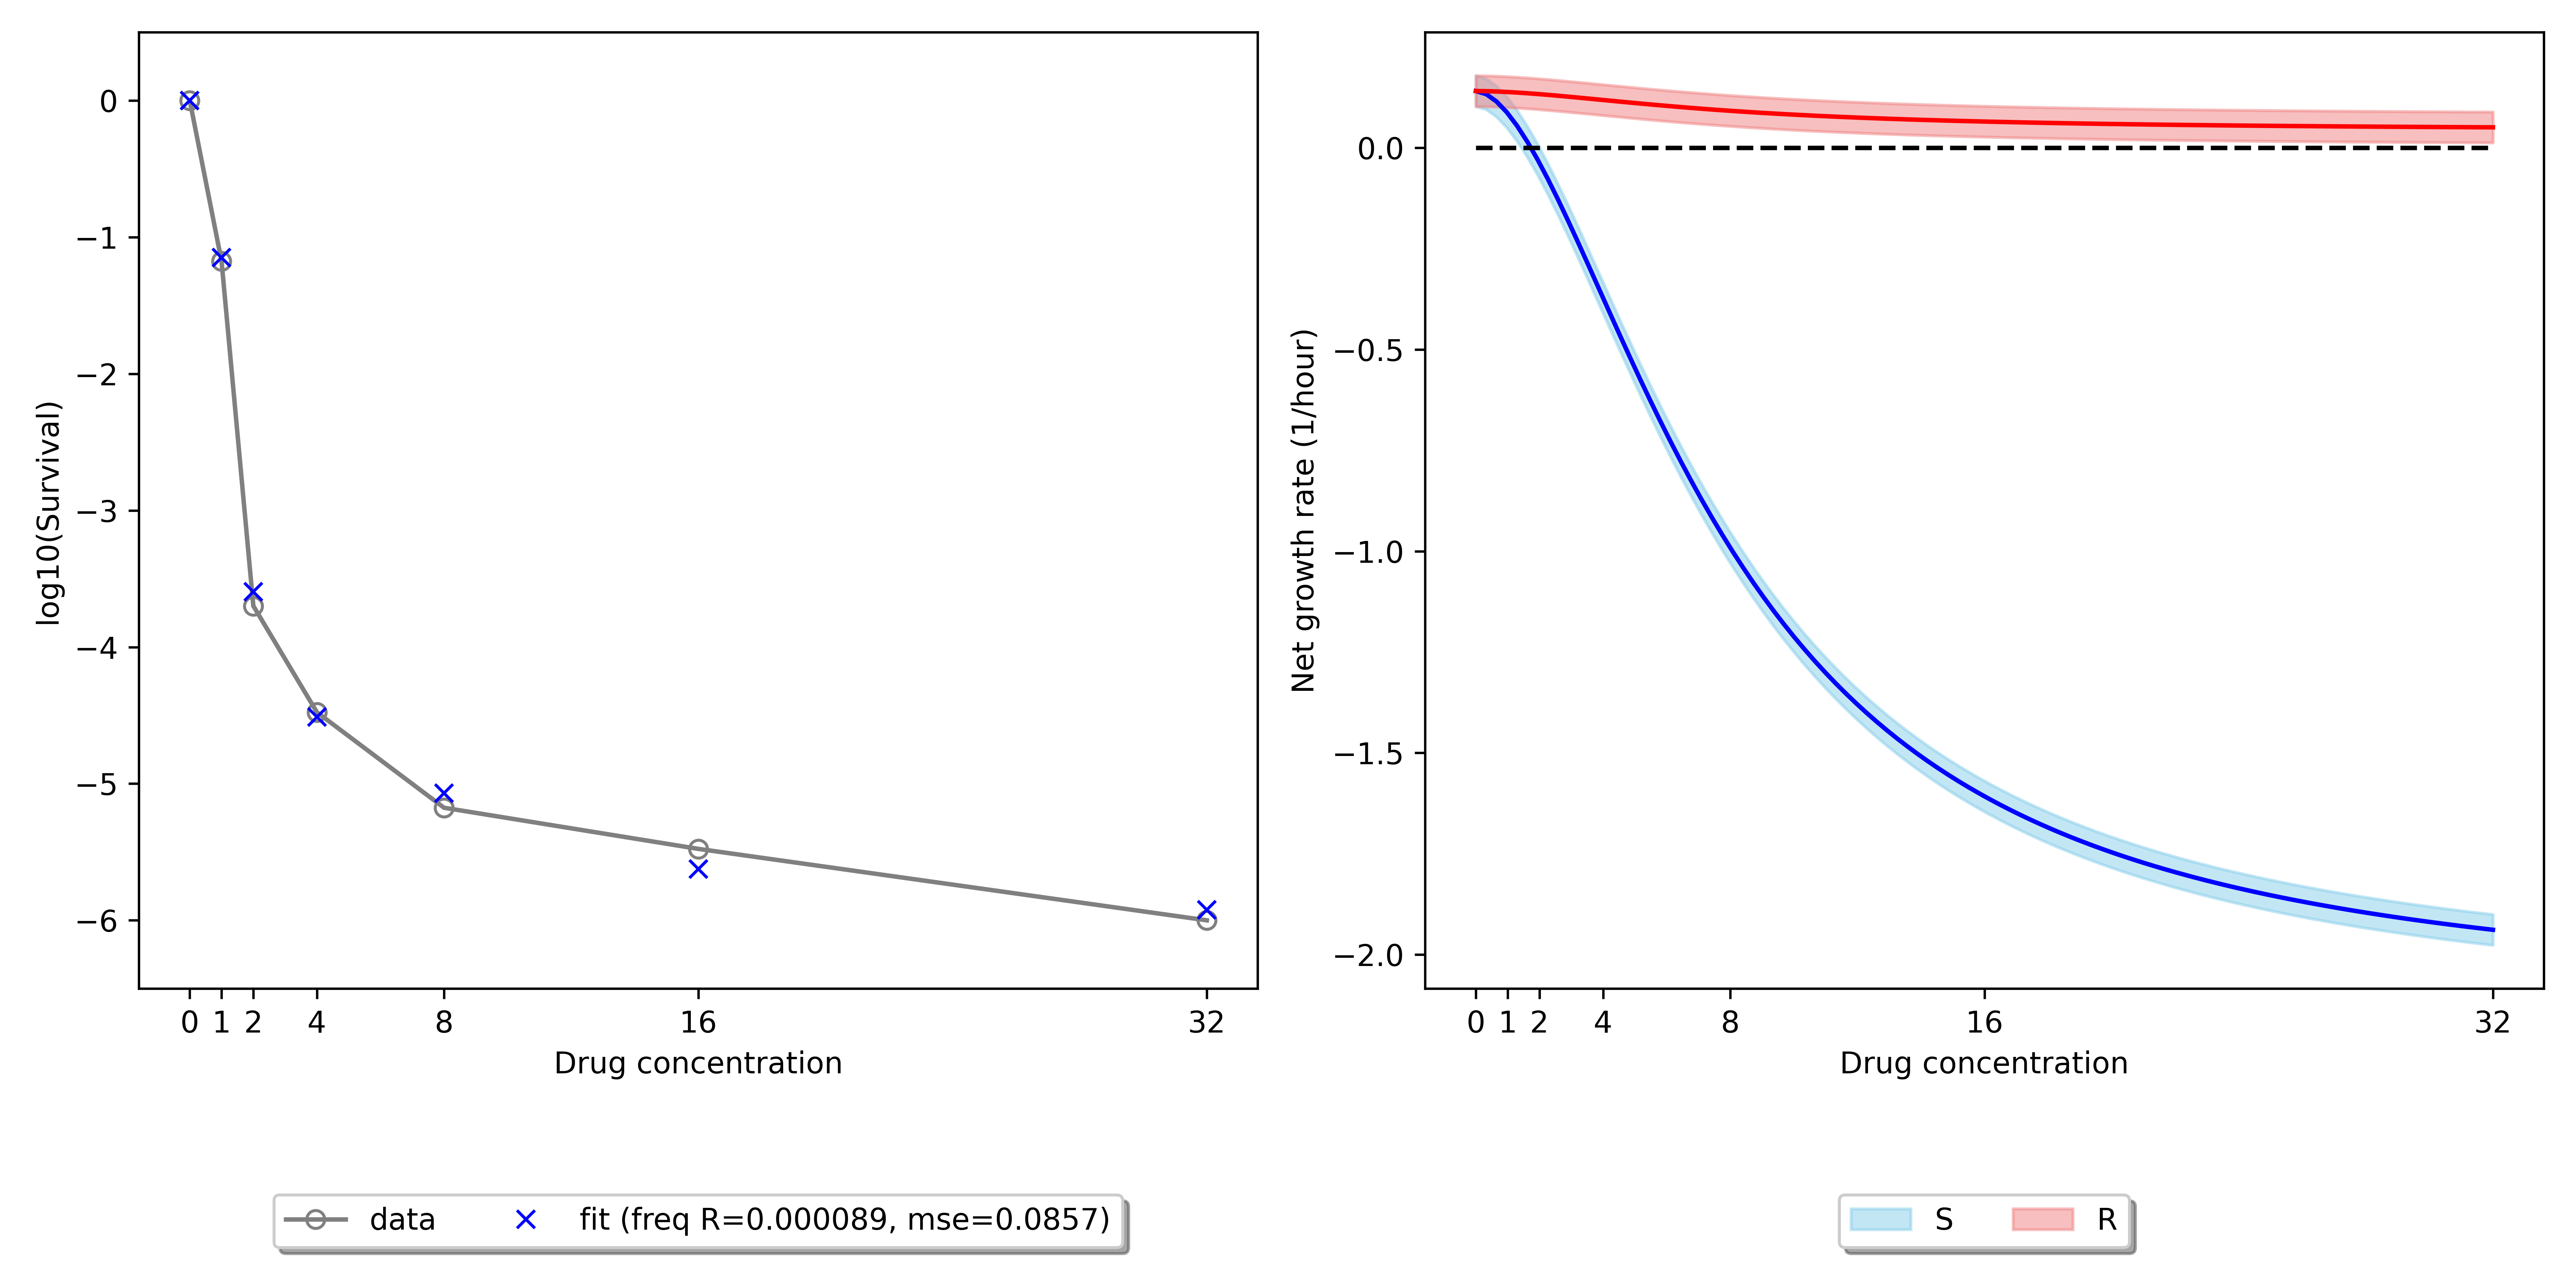 0
−1
−2
−3
−4
−5
−6
log10(Survival)
0 1 2 4 8 16 32
Drug concentration
data fit (freq R=0.000089, mse=0.0857)
0.0
−0.5
−1.0
−1.5
−2.0
Net growth rate (1/hour)
0 1 2 4 8 16 32
Drug concentration
S R